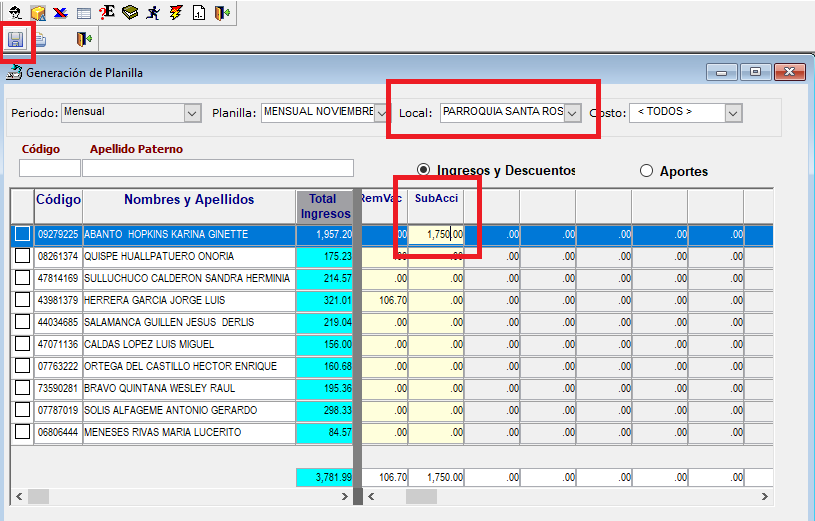 Generación de Planilla
Periodo: Mensual Planilla: MENSUAL NOVIEMBRE Local: PARROQUIA SANTA ROS Costo: < TODOS >
Código Apellido Paterno
Ingresos y Descuentos Aportes
Código Nombres y Apellidos Total Ingresos RemVac SubAcci
09279225 ABANTO HOPKINS KARINA GINETTE 1,957.20 .00 1,750.00 .00 .00 .00 .00 .00
08261374 QUISPE HUALLPATUERO ONORIA 175.23 .00 .00 .00 .00 .00 .00 .00
47814169 SULLUCHUCO CALDERON SANDRA HERMINIA 214.57 .00 .00 .00 .00 .00 .00 .00
43981379 HERRERA GARCIA JORGE LUIS 321.01 106.70 .00 .00 .00 .00 .00 .00
44034685 SALAMANCA GUILLEN JESUS DERLIS 219.04 .00 .00 .00 .00 .00 .00 .00
47071136 CALDAS LOPEZ LUIS MIGUEL 156.00 .00 .00 .00 .00 .00 .00 .00
07763222 ORTEGA DEL CASTILLO HECTOR ENRIQUE 160.68 .00 .00 .00 .00 .00 .00 .00
73590281 BRAVO QUINTANA WESLEY RAUL 195.36 .00 .00 .00 .00 .00 .00 .00
07787019 SOLIS ALFAGEME ANTONIO GERARDO 298.33 .00 .00 .00 .00 .00 .00 .00
06806444 MENESES RIVAS MARIA LUCERITO 84.57 .00 .00 .00 .00 .00 .00 .00
3,781.99 106.70 1,750.00 .00 .00 .00 .00 .00